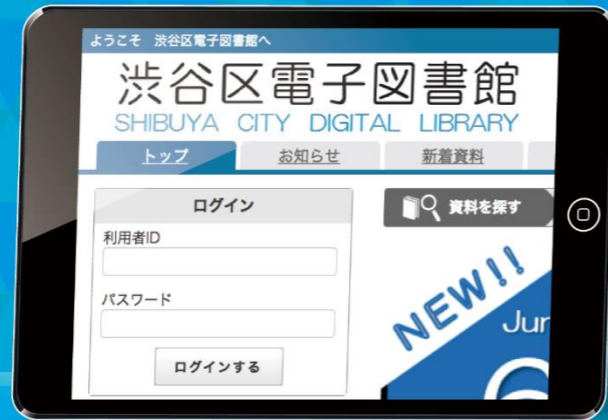 ようこそ 渋谷区電子図書館へ
渋谷区電子図書館
SHIBUYA CITY DIGITAL LIBRARY
トップ
お知らせ
新着資料
ログイン
利用者ID
パスワード
ログインする
資料を探す
NEW!!